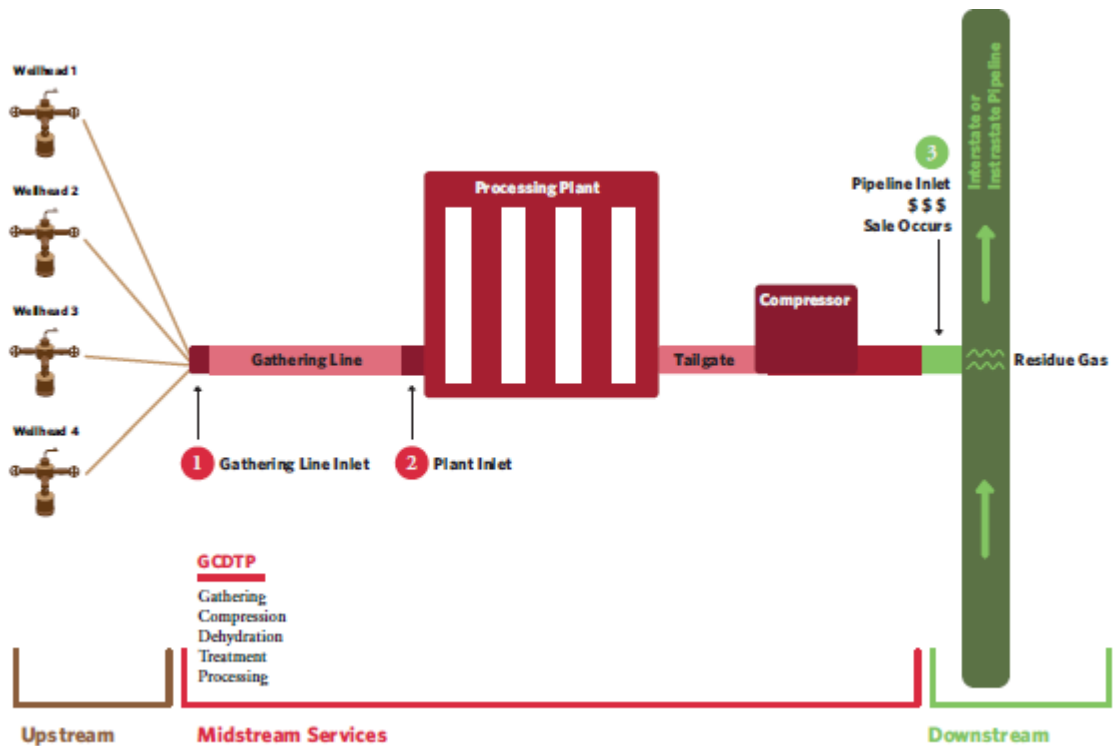 Wellhead 1
Wellhead 2
Wellhead 3
Wellhead 4
Gathering Line
1 Gathering Line Inlet
2 Plant Inlet
Processing Plant
Tailgate
Compressor
3
Pipeline Inlet
$ $ $
Sale Occurs
Interstate or
Instrastate Pipeline
Residue Gas
GCDTP
Gathering
Compression
Dehydration
Treatment
Processing
Upstream
Midstream Services
Downstream